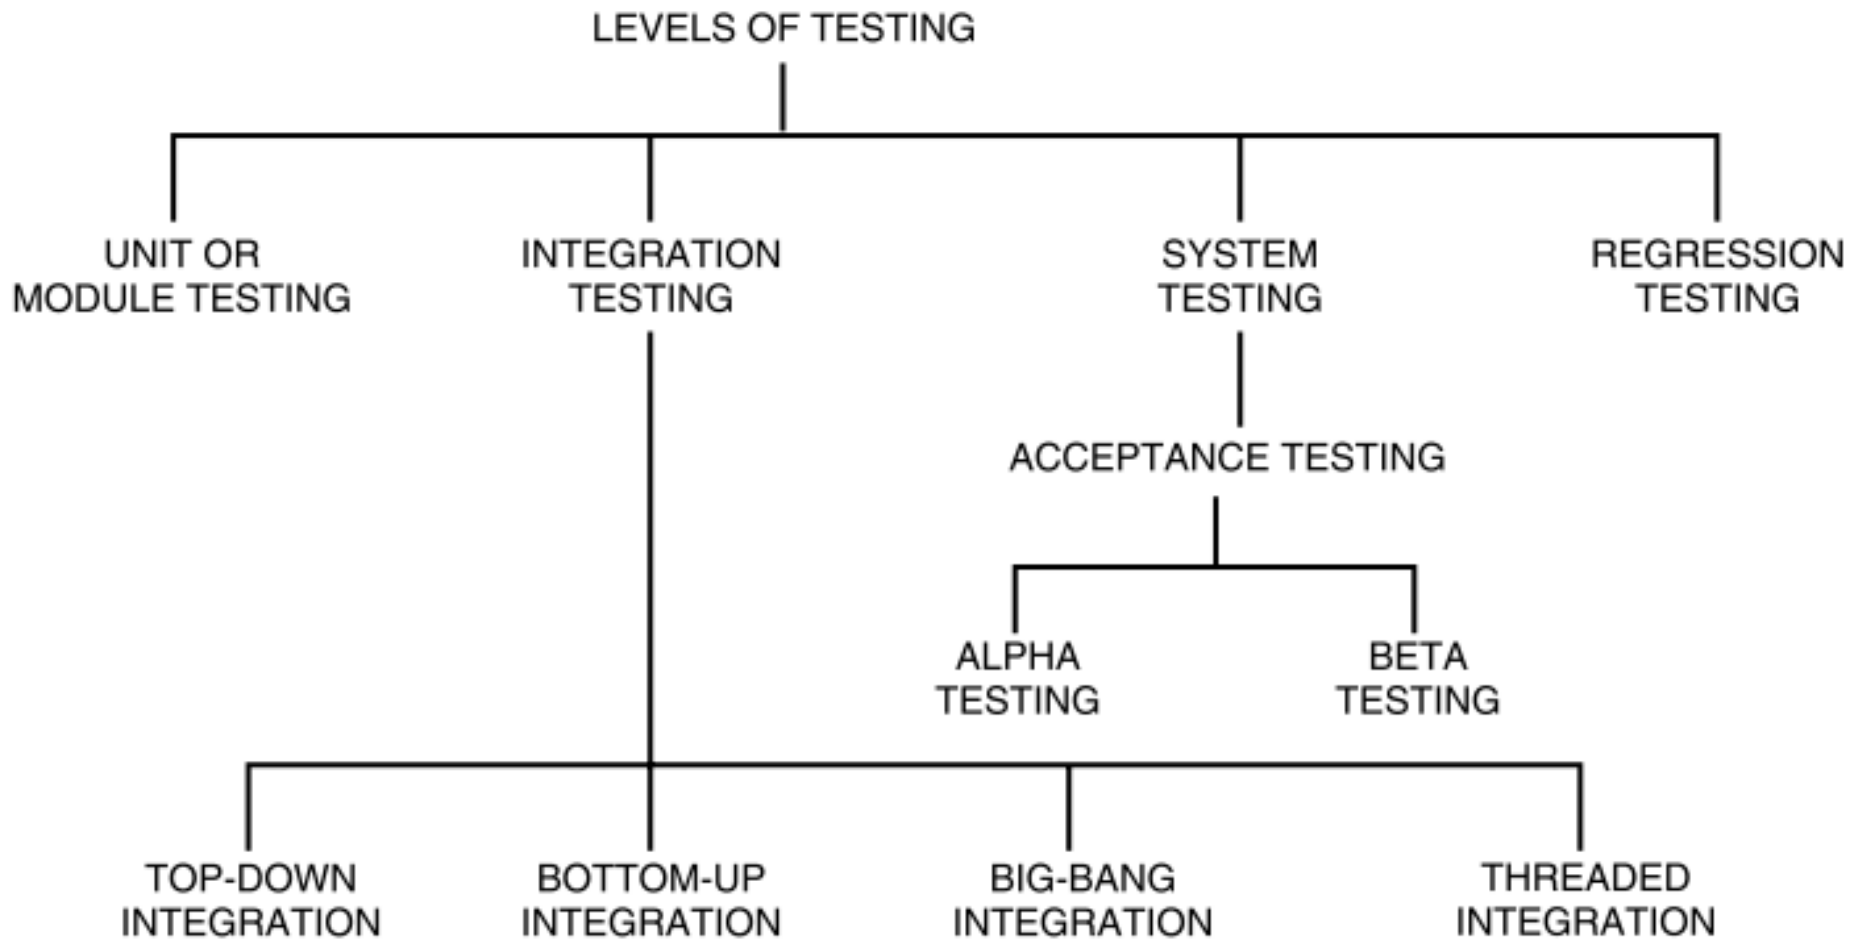 LEVELS OF TESTING
UNIT OR
MODULE TESTING
INTEGRATION
TESTING
SYSTEM
TESTING
REGRESSION
TESTING
ACCEPTANCE TESTING
ALPHA
TESTING
BETA
TESTING
TOP-DOWN
INTEGRATION
BOTTOM-UP
INTEGRATION
BIG-BANG
INTEGRATION
THREADED
INTEGRATION